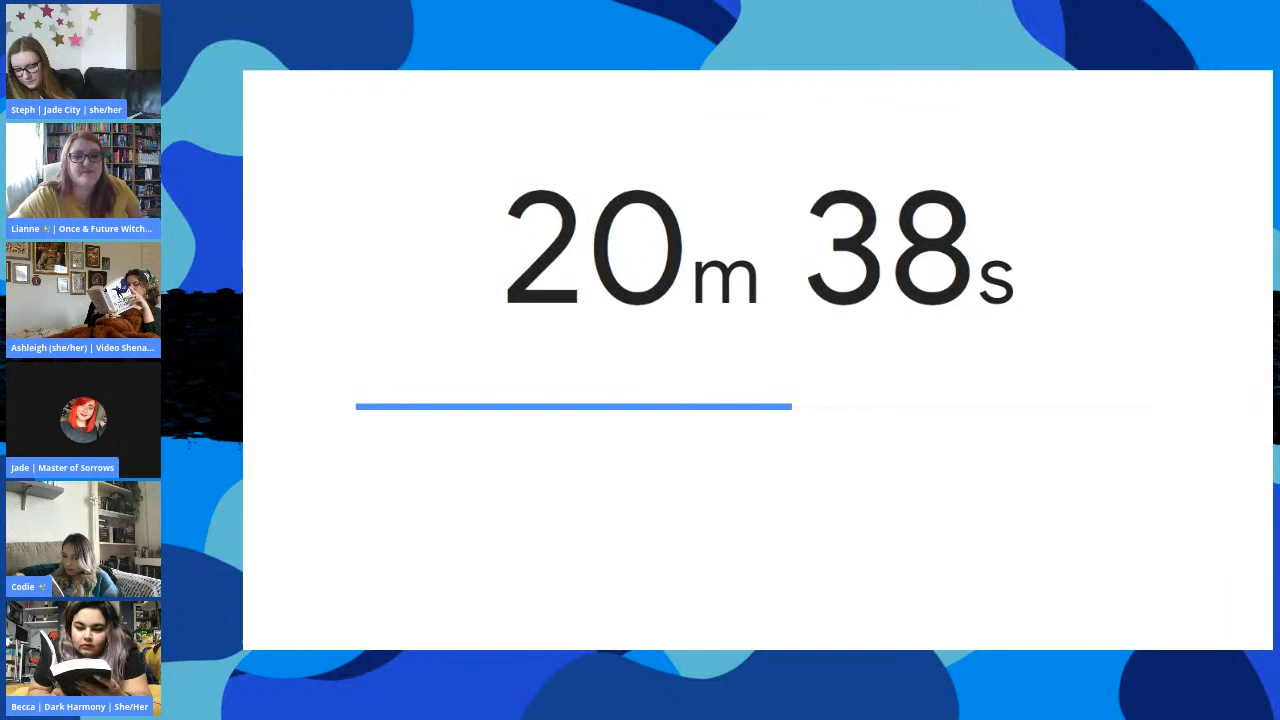 Steph | Jade City | she/her
Lianne ✨ | Once & Future Witch...
Ashleigh (she/her) | Video Shena...
Jade | Master of Sorrows
Codie ✨
Becca | Dark Harmony | She/Her
20m 38s